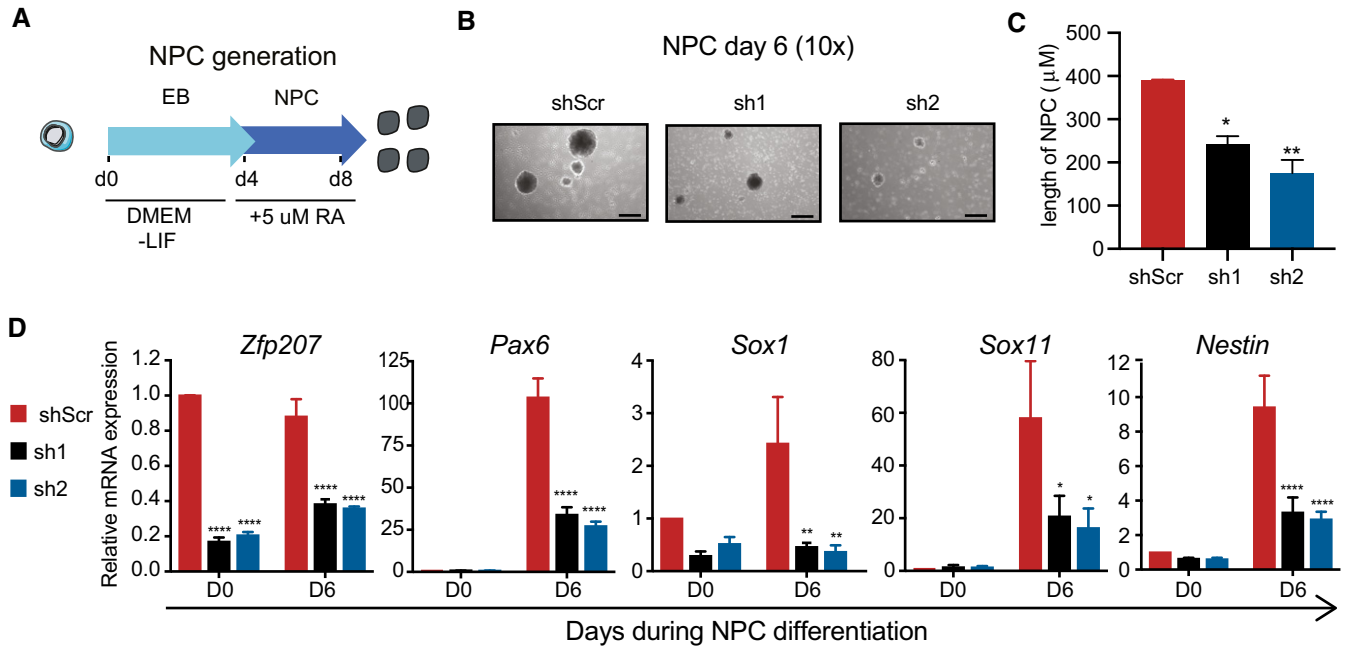 A
NPC generation
EB NPC
d0 d4 d8
DMEM
-LIF
+5 uM RA
B
NPC day 6 (10x)
shScr sh1 sh2
C
length of NPC (μM)
500
400
300
200
100
0
*
**
shScr sh1 sh2
D
shScr
sh1
sh2
Relative mRNA expression
Zfp207
1.2
1.0
0.8
0.6
0.4
0.2
0.0
**** **** **** ****
D0 D6
Pax6
125
100
75
50
25
0
**** ****
D0 D6
Sox1
4
3
2
1
0
** **
D0 D6
Sox11
80
60
40
20
0
* *
D0 D6
Nestin
12
10
8
6
4
2
0
**** ****
D0 D6
Days during NPC differentiation